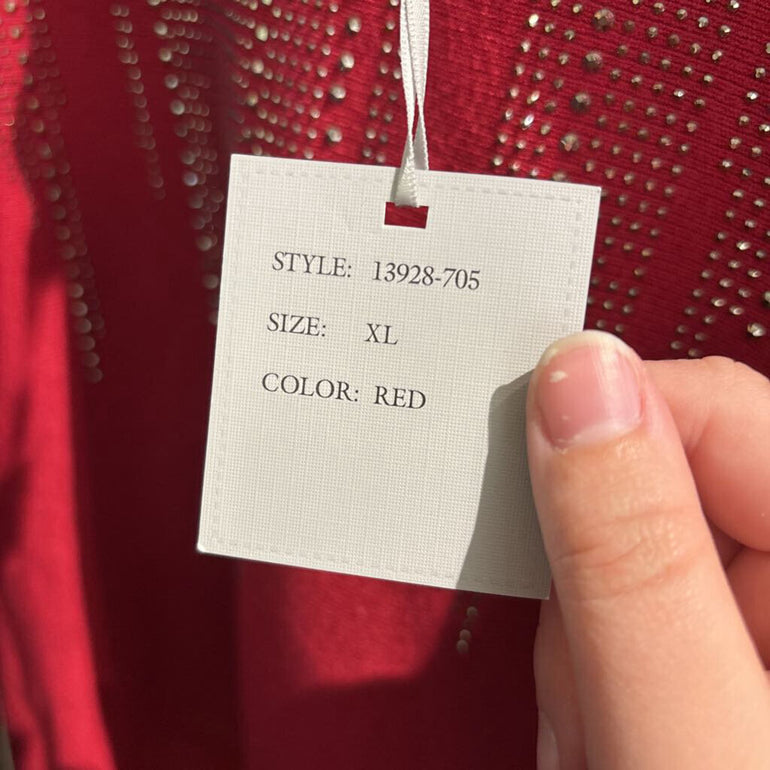 STYLE: 13928-705
SIZE: XL
COLOR: RED